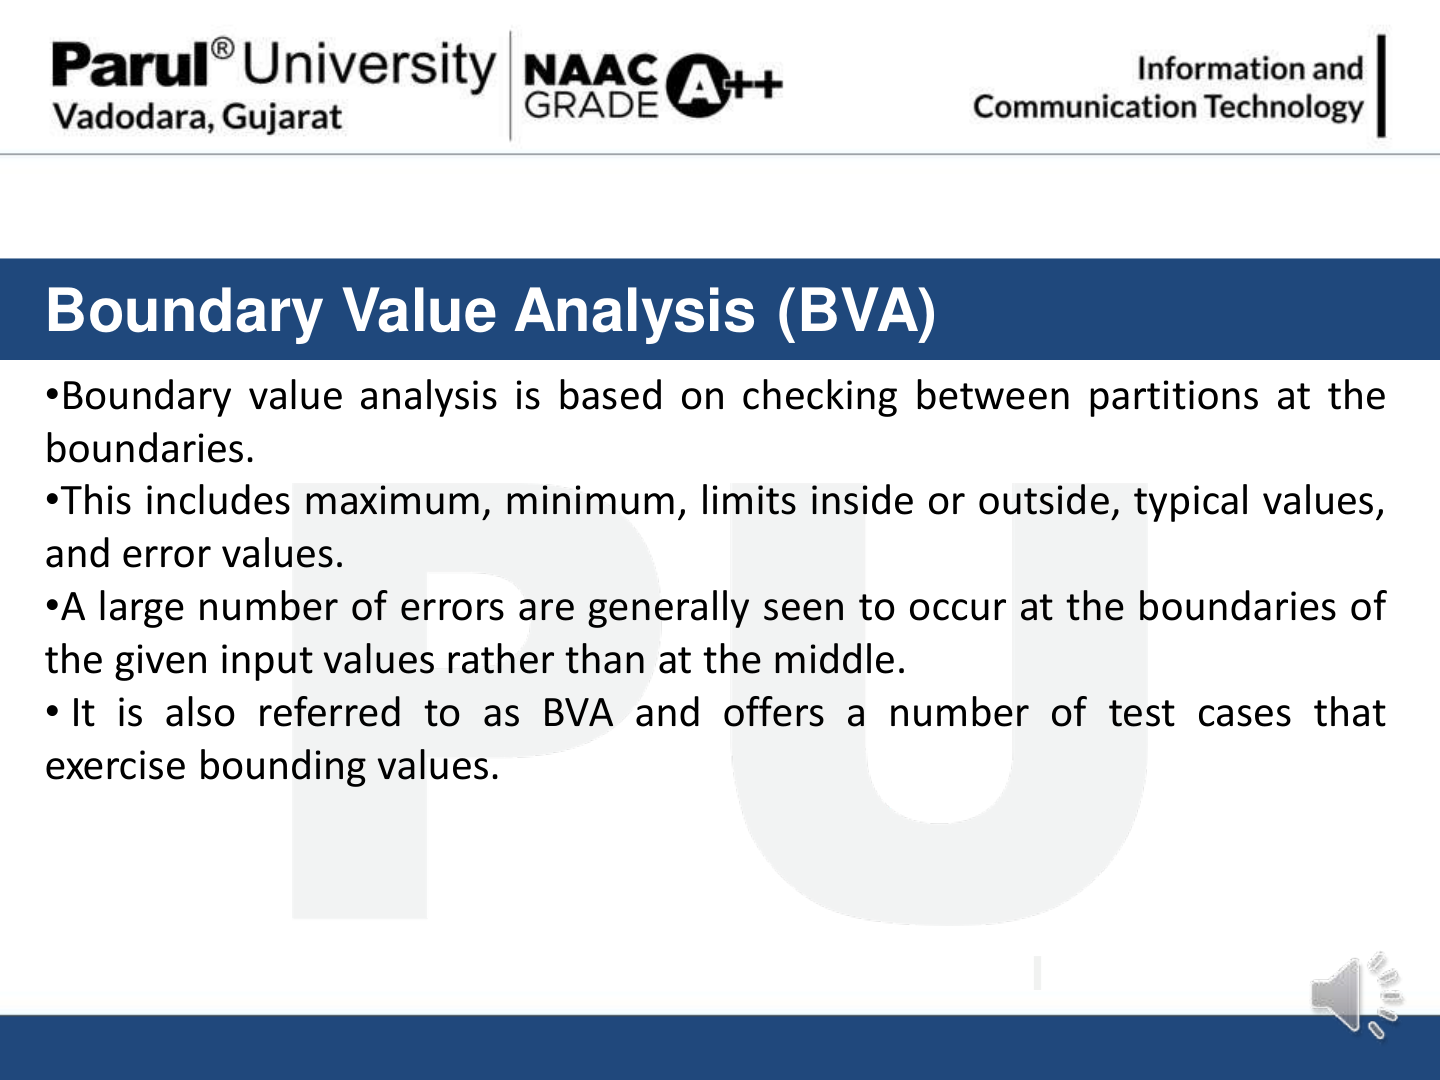 Parul® University
Vadodara, Gujarat
NAAC
GRADE A++
Information and
Communication Technology
Boundary Value Analysis (BVA)
•Boundary value analysis is based on checking between partitions at the
boundaries.
•This includes maximum, minimum, limits inside or outside, typical values,
and error values.
•A large number of errors are generally seen to occur at the boundaries of
the given input values rather than at the middle.
• It is also referred to as BVA and offers a number of test cases that
exercise bounding values.
PU